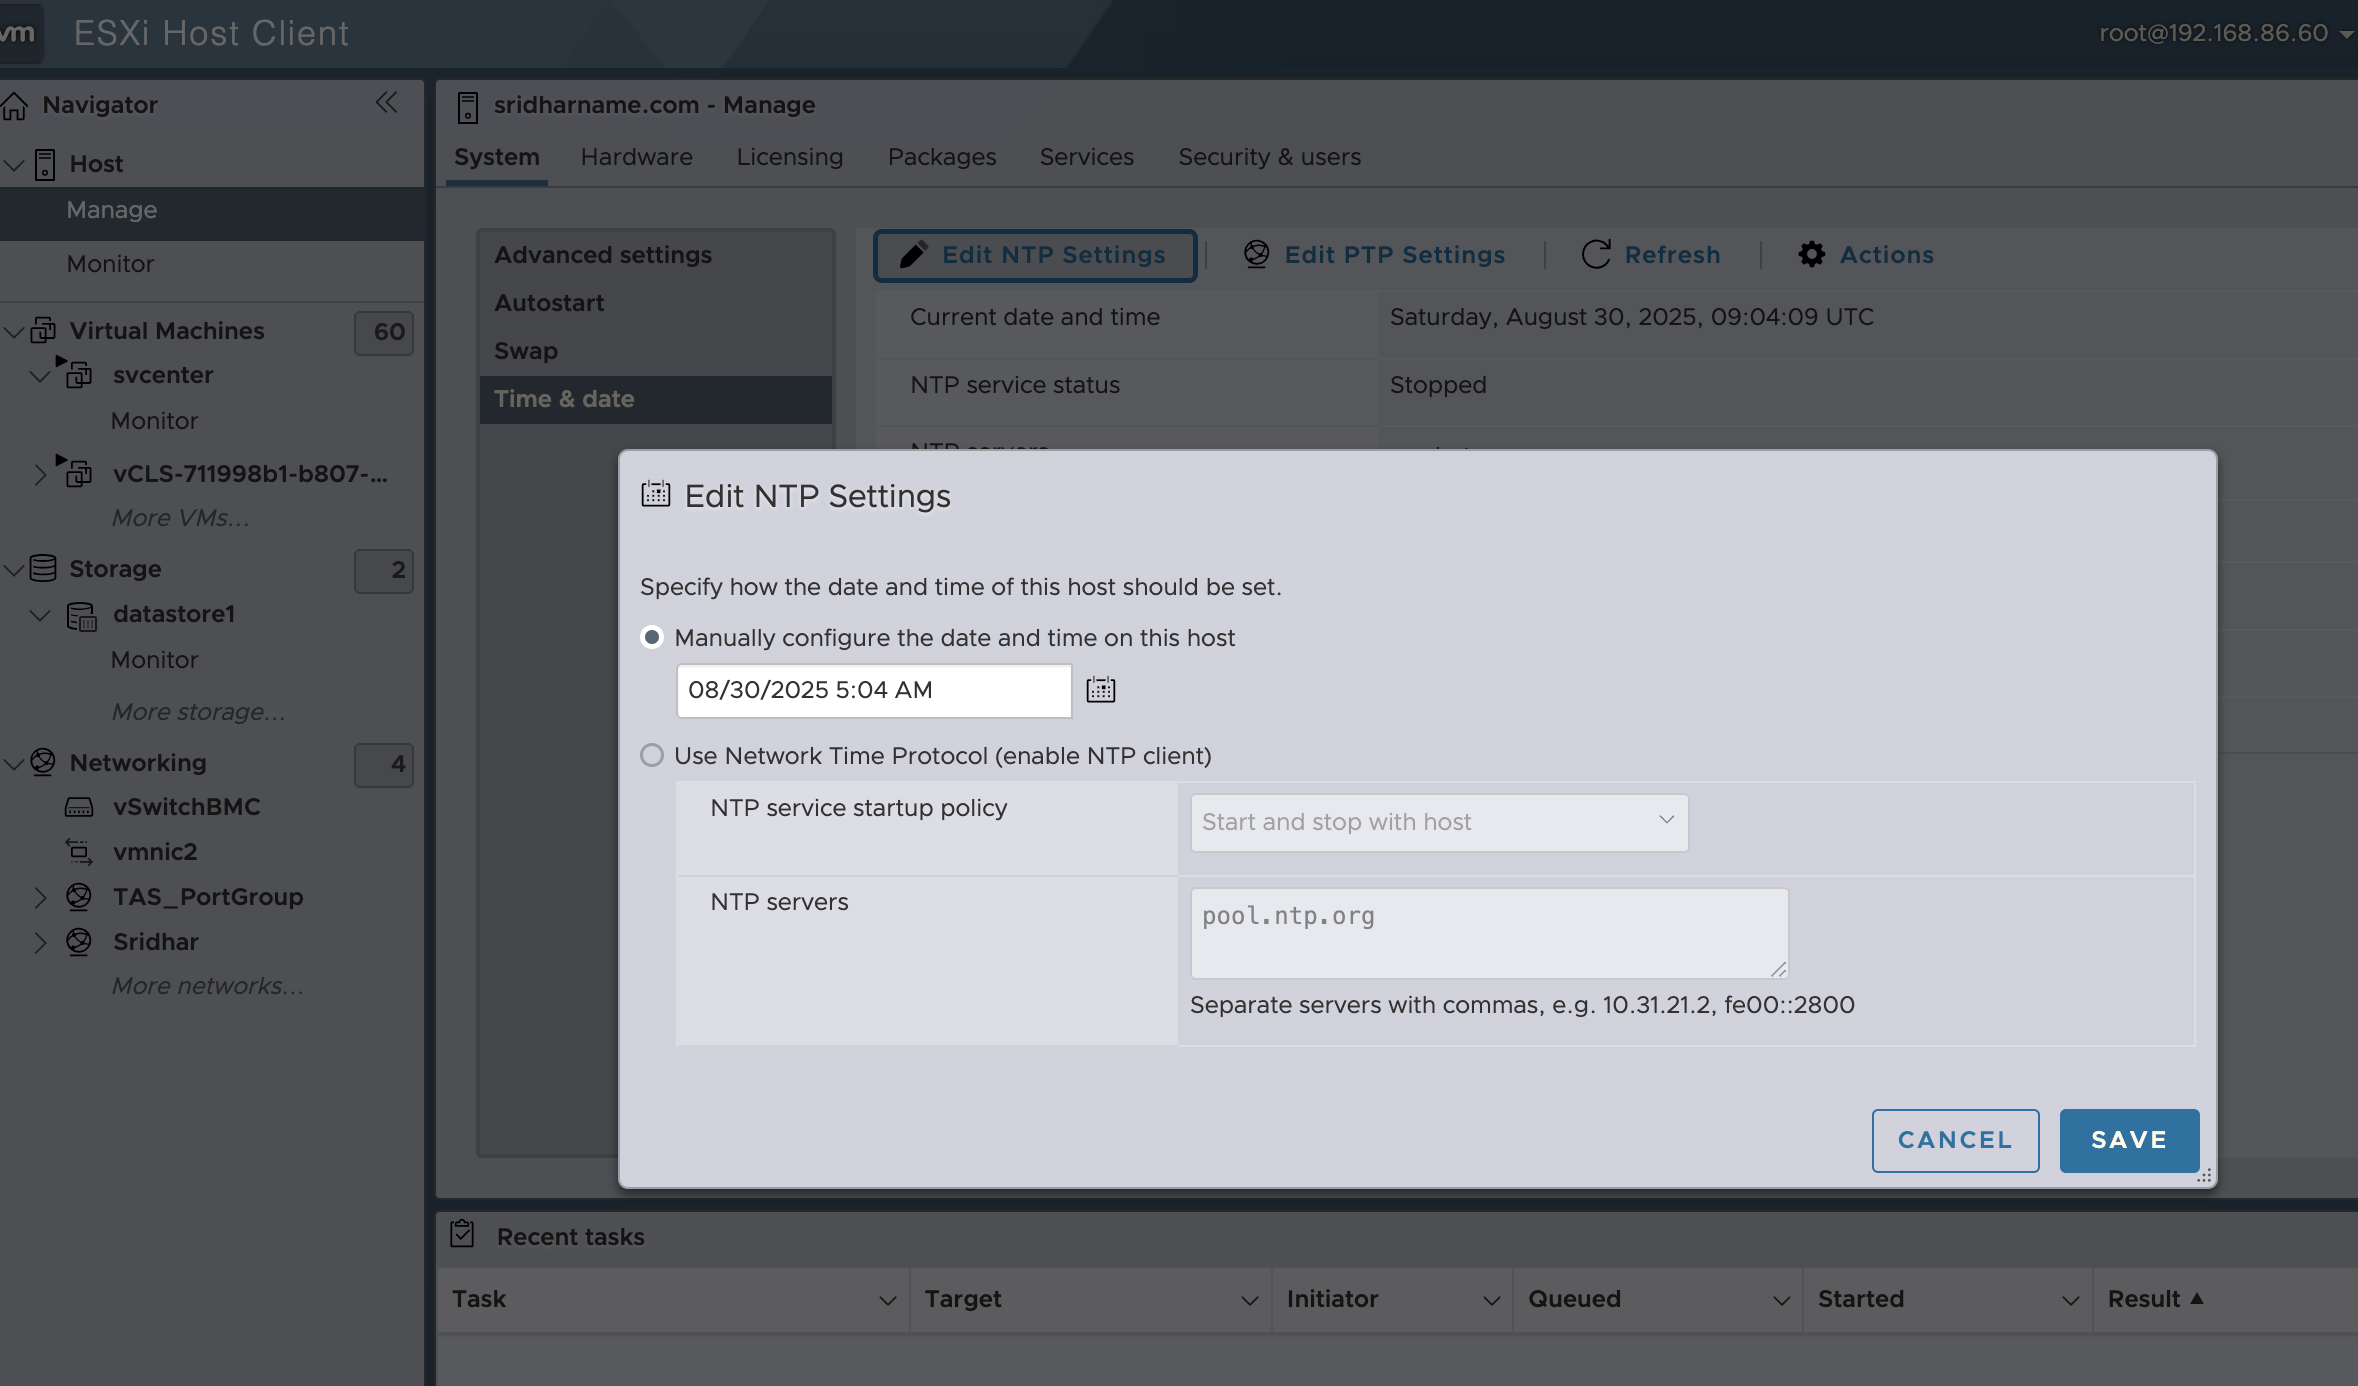 vm
ESXi Host Client
root@192.168.86.60
Navigator
Host
Manage
Monitor
Virtual Machines
60
svcenter
Monitor
vCLS-711998b1-b807-...
More VMs...
Storage
2
datastore1
Monitor
More storage...
Networking
4
vSwitchBMC
vmnic2
TAS_PortGroup
Sridhar
More networks...
sridharname.com - Manage
System
Hardware
Licensing
Packages
Services
Security & users
Advanced settings
Autostart
Swap
Time & date
Edit NTP Settings
Edit PTP Settings
Refresh
Actions
Current date and time
Saturday, August 30, 2025, 09:04:09 UTC
NTP service status
Stopped
NTP servers
Edit NTP Settings
Specify how the date and time of this host should be set.
Manually configure the date and time on this host
08/30/2025 5:04 AM
Use Network Time Protocol (enable NTP client)
NTP service startup policy
Start and stop with host
NTP servers
pool.ntp.org
Separate servers with commas, e.g. 10.31.21.2, fe00::2800
CANCEL
SAVE
Recent tasks
Task
Target
Initiator
Queued
Started
Result